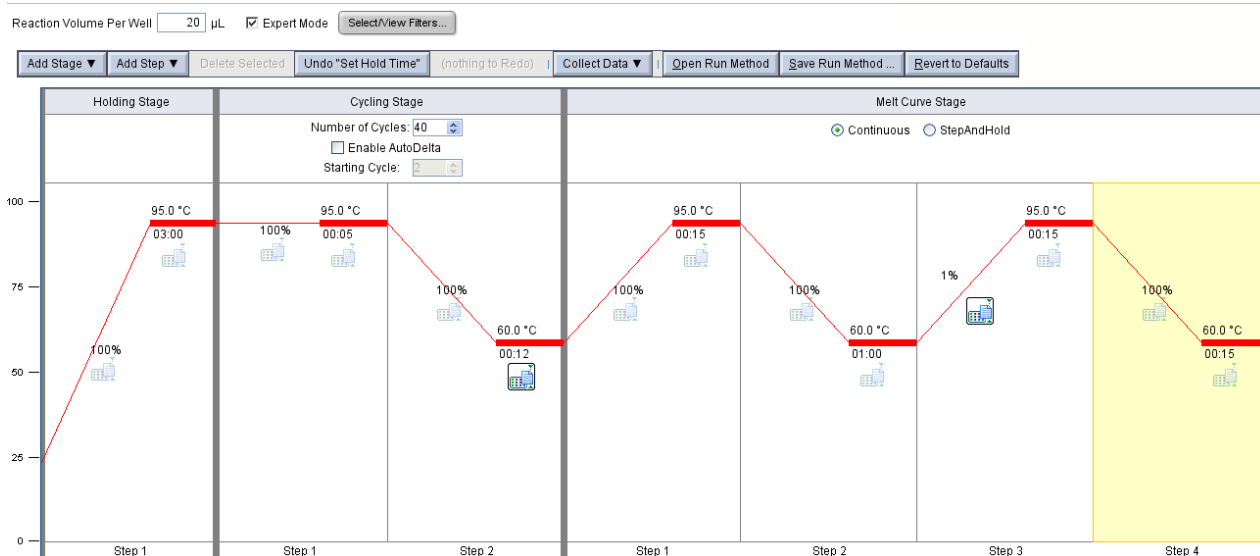 Reaction Volume Per Well 20 µL Expert Mode Select/View Filters...
Add Stage ▼ Add Step ▼ Delete Selected Undo "Set Hold Time" (nothing to Redo) Collect Data ▼ Open Run Method Save Run Method ... Revert to Defaults
Holding Stage Cycling Stage Melt Curve Stage
Number of Cycles: 40
Continuous StepAndHold
Enable AutoDelta
Starting Cycle: 2
100
95.0 °C 95.0 °C 95.0 °C 95.0 °C
03:00 100% 00:05 00:15 00:15
75 1%
100% 100% 100% 100%
60.0 °C 60.0 °C 60.0 °C
100% 00:12 01:00 00:15
50
25
0
Step 1 Step 1 Step 2 Step 1 Step 2 Step 3 Step 4